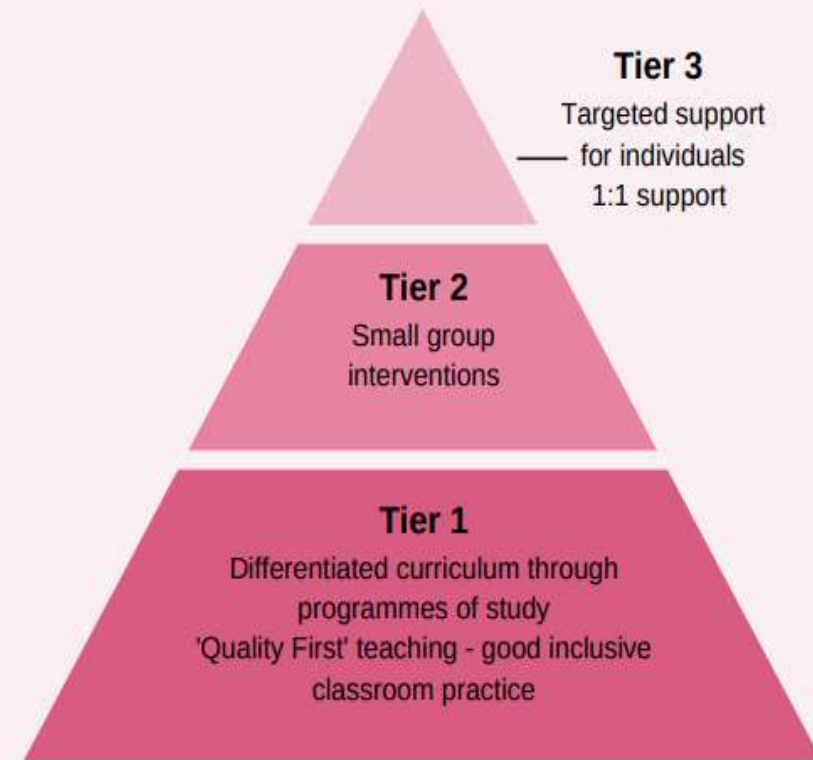 Tier 3
Targeted support
for individuals
1:1 support
Tier 2
Small group
interventions
Tier 1
Differentiated curriculum through
programmes of study
'Quality First' teaching - good inclusive
classroom practice